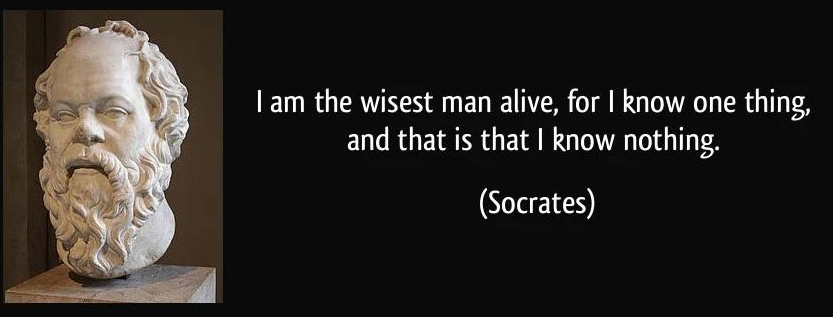 I am the wisest man alive, for I know one thing,
and that is that I know nothing.
(Socrates)